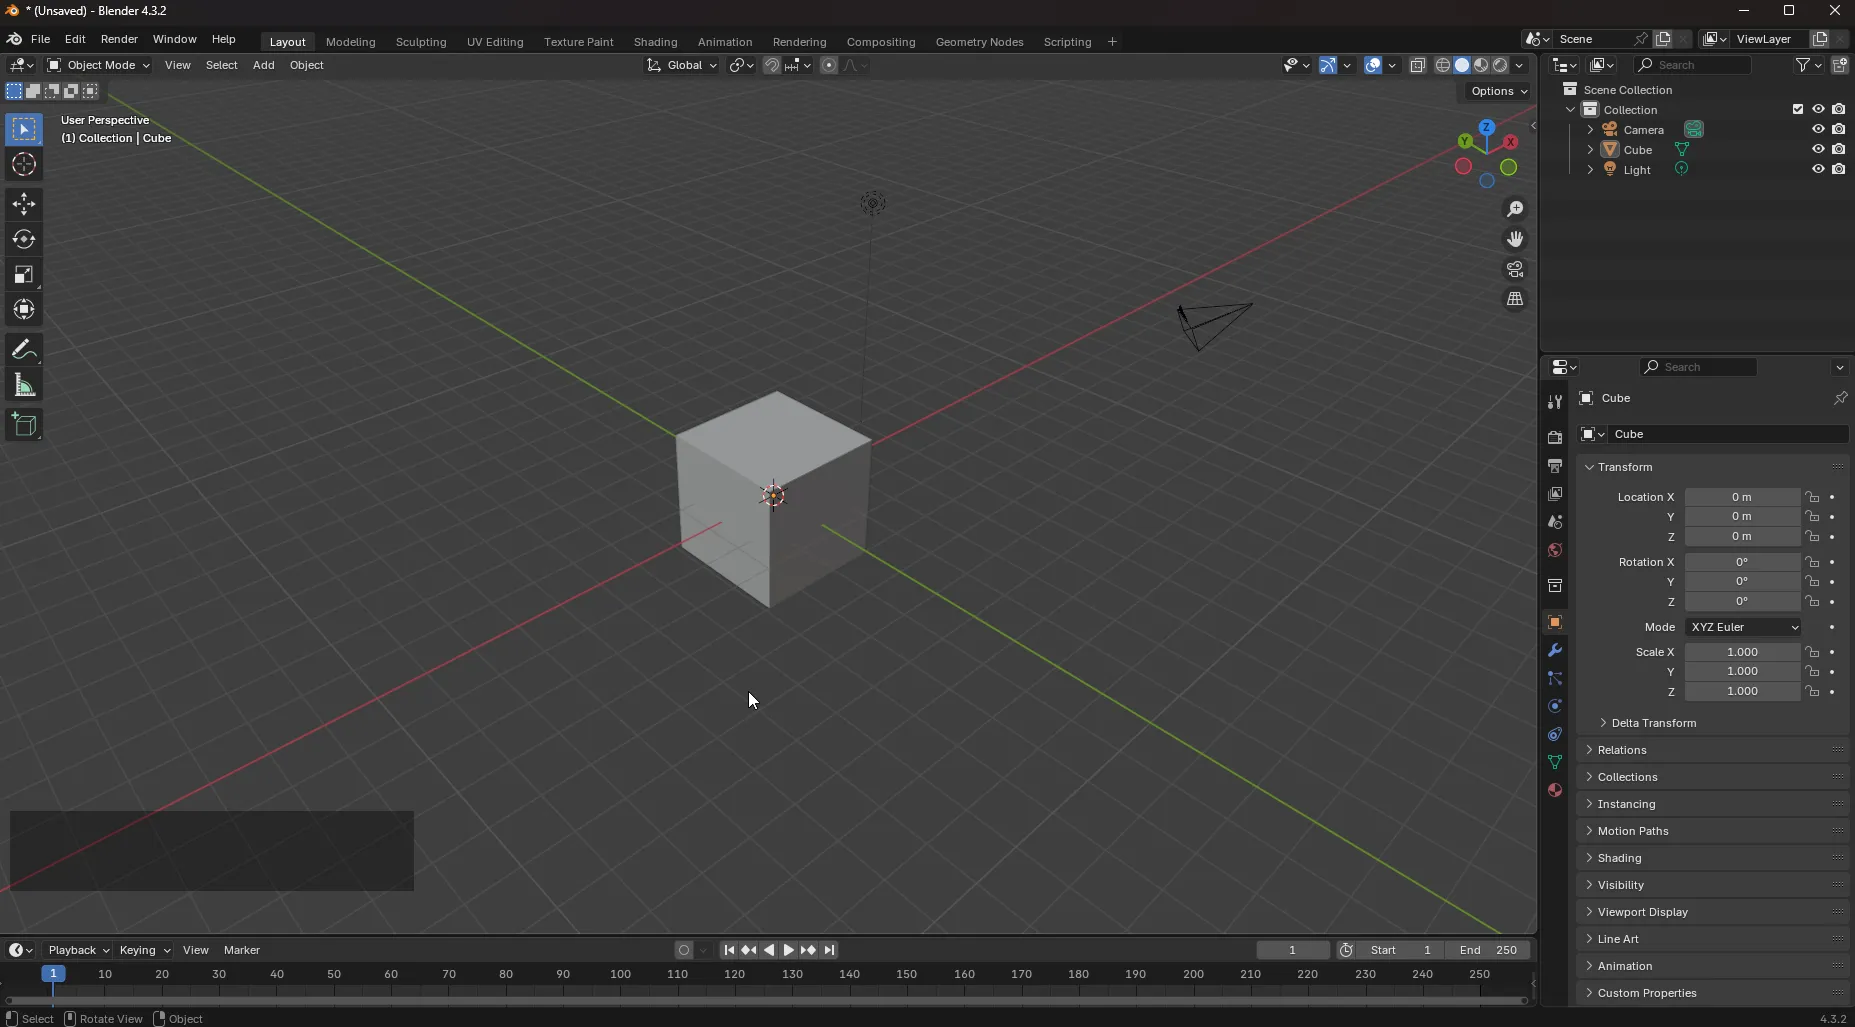 * (Unsaved) - Blender 4.3.2
File Edit Render Window Help Layout Modeling Sculpting UV Editing Texture Paint Shading Animation Rendering Compositing Geometry Nodes Scripting + Scene ViewLayer
Object Mode View Select Add Object Global Search
Options
User Perspective
(1) Collection | Cube
Z
Y
X
Scene Collection
Collection
Camera
Cube
Light
Search
Cube
Cube
Transform
Location X 0 m
Y 0 m
Z 0 m
Rotation X 0°
Y 0°
Z 0°
Mode XYZ Euler
Scale X 1.000
Y 1.000
Z 1.000
Delta Transform
Relations
Collections
Instancing
Motion Paths
Shading
Visibility
Viewport Display
Line Art
Animation
Custom Properties
Playback Keying View Marker 1 Start 1 End 250
1 10 20 30 40 50 60 70 80 90 100 110 120 130 140 150 160 170 180 190 200 210 220 230 240 250
Select Rotate View Object 4.3.2